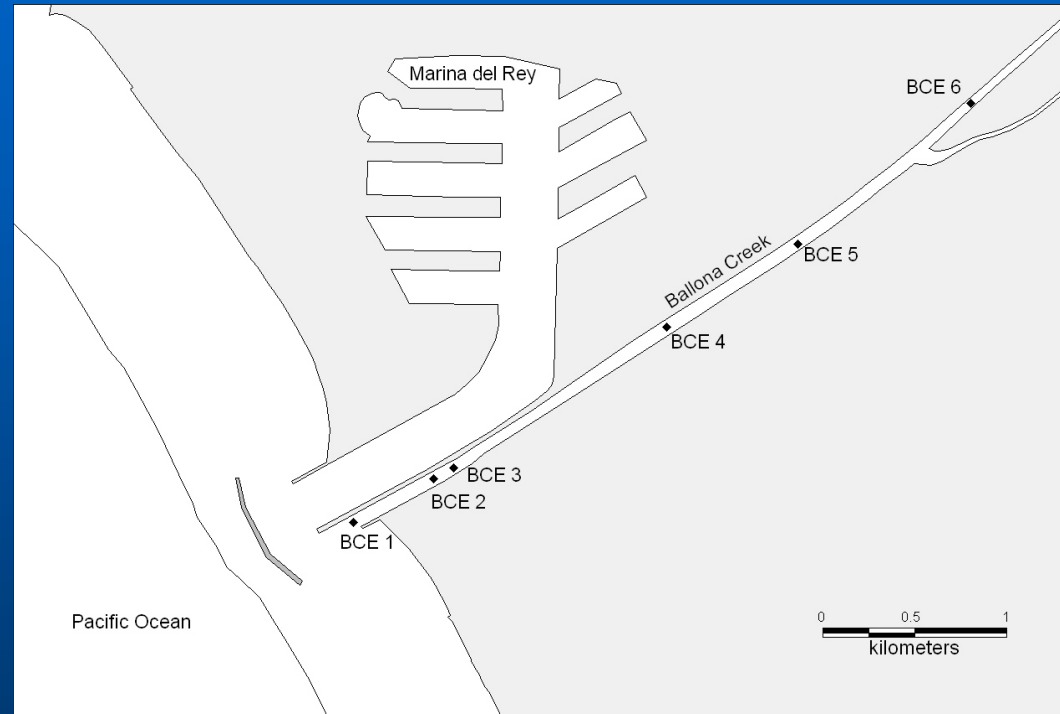 Marina del Rey
BCE 6
Ballona Creek
BCE 5
BCE 4
BCE 3
BCE 2
BCE 1
Pacific Ocean
0 0.5 1
kilometers